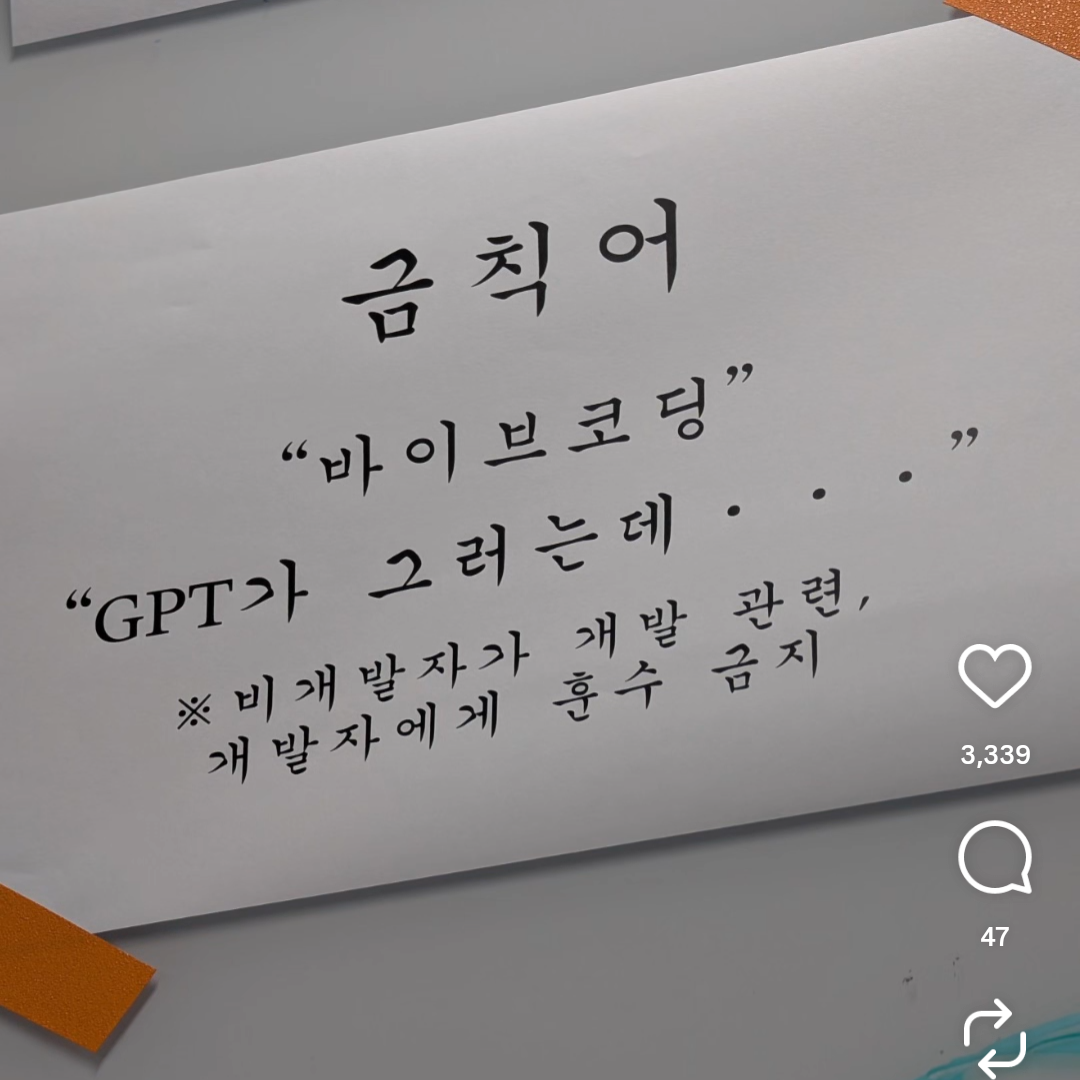 금칙어
“바이브코딩”
“GPT가 그러는데 · · ·”
※비개발자가 개발 관련,
개발자에게 훈수 금지
3,339
47